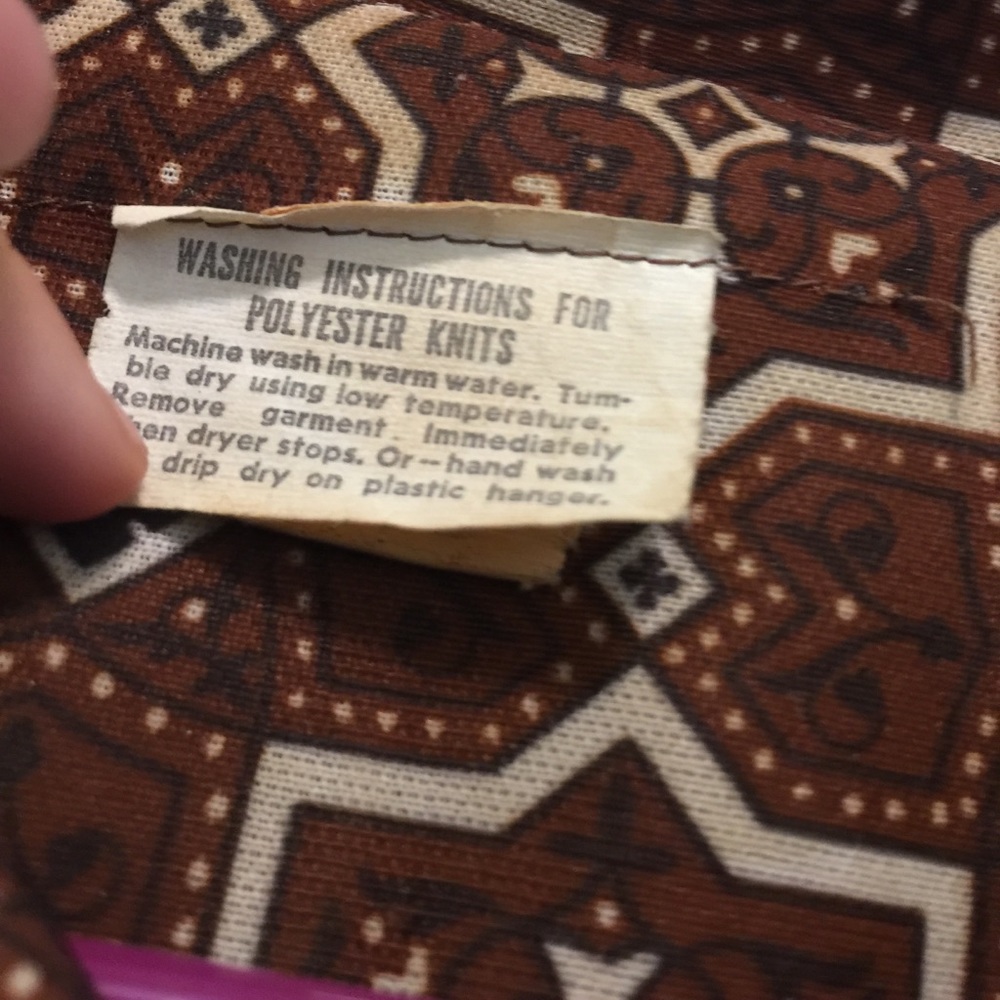 WASHING INSTRUCTIONS FOR
POLYESTER KNITS
Machine wash in warm water. Tum-
ble dry using low temperature.
Remove garment Immediately
dryer stops. Or--hand wash
drip dry on plastic hanger.